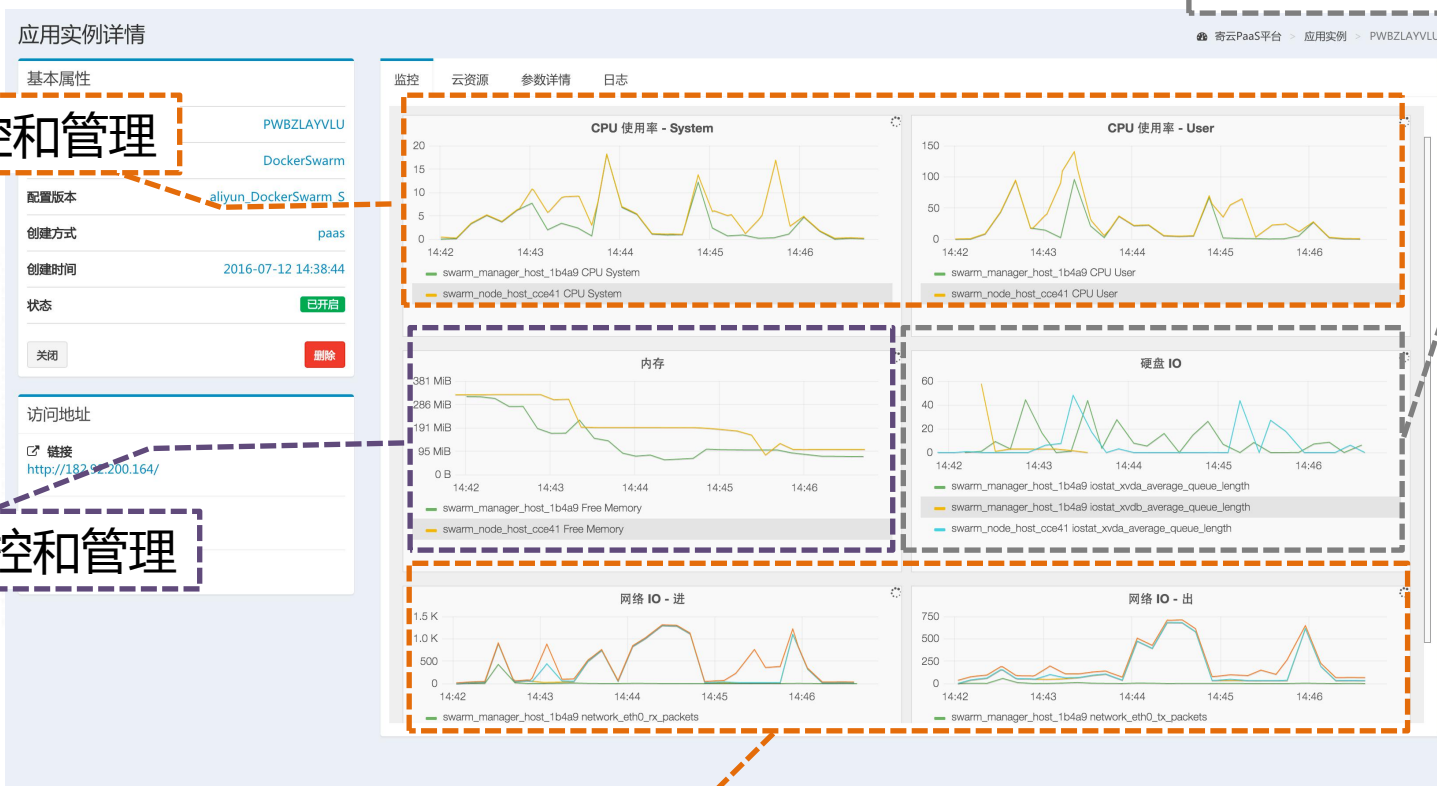 应用实例详情
寄云PaaS平台 > 应用实例 > PWBZLAYVLU
基本属性
控和管理
PWBZLAYVLU
DockerSwarm
配置版本 aliyun_DockerSwarm_S
创建方式 paas
创建时间 2016-07-12 14:38:44
状态 已开启
关闭 删除
访问地址
链接
http://182.92.200.164/
控和管理
监控 云资源 参数详情 日志
CPU 使用率 - System
20
15
10
5
0
14:42 14:43 14:44 14:45 14:46
swarm_manager_host_1b4a9 CPU System
swarm_node_host_cce41 CPU System
CPU 使用率 - User
150
100
50
0
14:42 14:43 14:44 14:45 14:46
swarm_manager_host_1b4a9 CPU User
swarm_node_host_cce41 CPU User
内存
381 MiB
286 MiB
191 MiB
95 MiB
0 B
14:42 14:43 14:44 14:45 14:46
swarm_manager_host_1b4a9 Free Memory
swarm_node_host_cce41 Free Memory
硬盘 IO
60
40
20
0
14:42 14:43 14:44 14:45 14:46
swarm_manager_host_1b4a9 iostat_xvda_average_queue_length
swarm_manager_host_1b4a9 iostat_xvdb_average_queue_length
swarm_node_host_cce41 iostat_xvda_average_queue_length
网络 IO - 进
1.5 K
1.0 K
500
0
14:42 14:43 14:44 14:45 14:46
swarm_manager_host_1b4a9 network_eth0_rx_packets
网络 IO - 出
750
500
250
0
14:42 14:43 14:44 14:45 14:46
swarm_manager_host_1b4a9 network_eth0_tx_packets